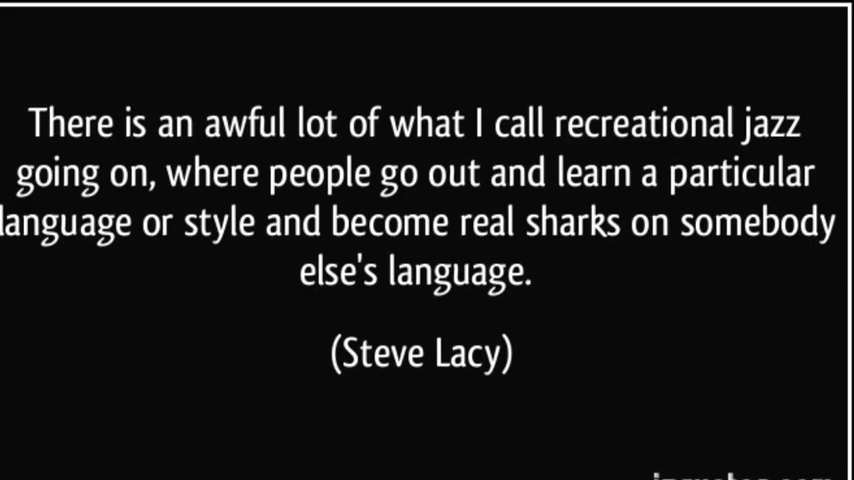 There is an awful lot of what I call recreational jazz
going on, where people go out and learn a particular
language or style and become real sharks on somebody
else's language.
(Steve Lacy)